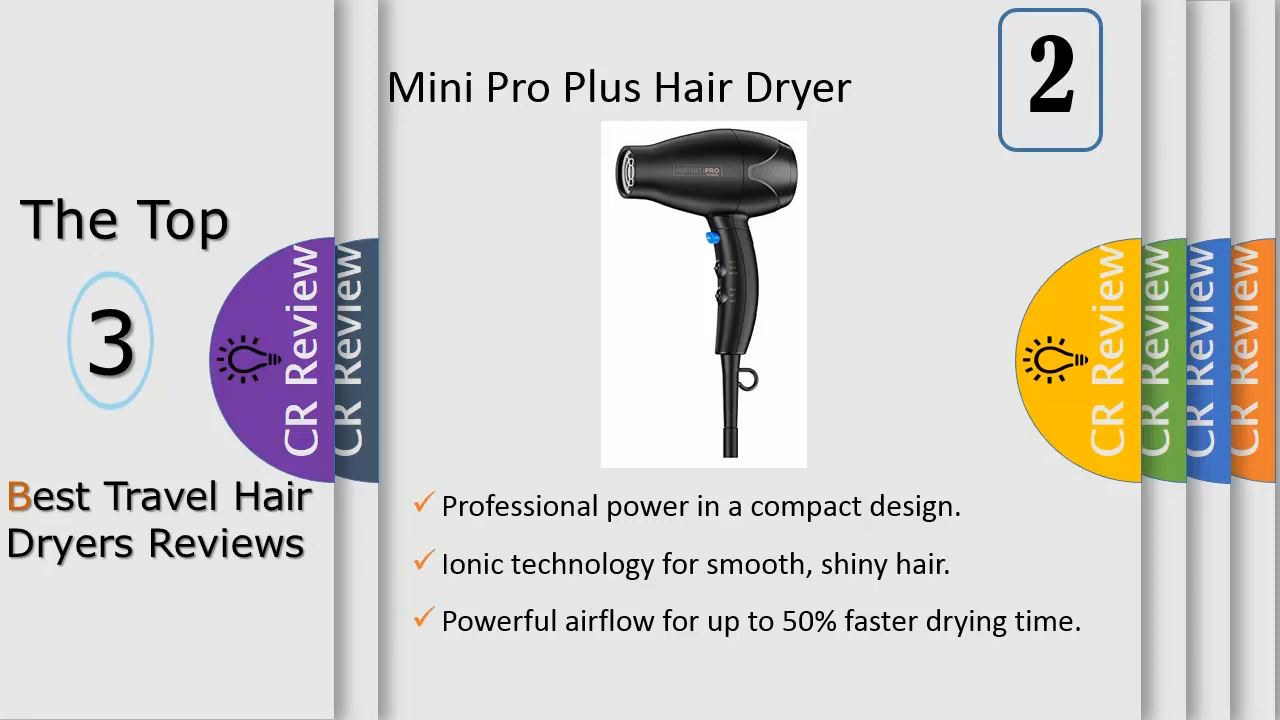 The Top
3
Best Travel Hair
Dryers Reviews
CR Review
CR Review
Mini Pro Plus Hair Dryer
2
INFINITIPRO
Professional power in a compact design.
Ionic technology for smooth, shiny hair.
Powerful airflow for up to 50% faster drying time.
CR Review
CR Review
CR Review
CR Review